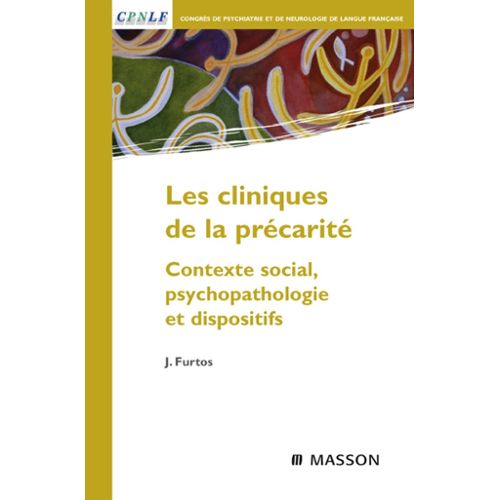 CPNLF CONGRÈS DE PSYCHIATRIE ET DE NEUROLOGIE DE LANGUE FRANÇAISE
Les cliniques
de la précarité
Contexte social,
psychopathologie
et dispositifs
J. Furtos
M MASSON